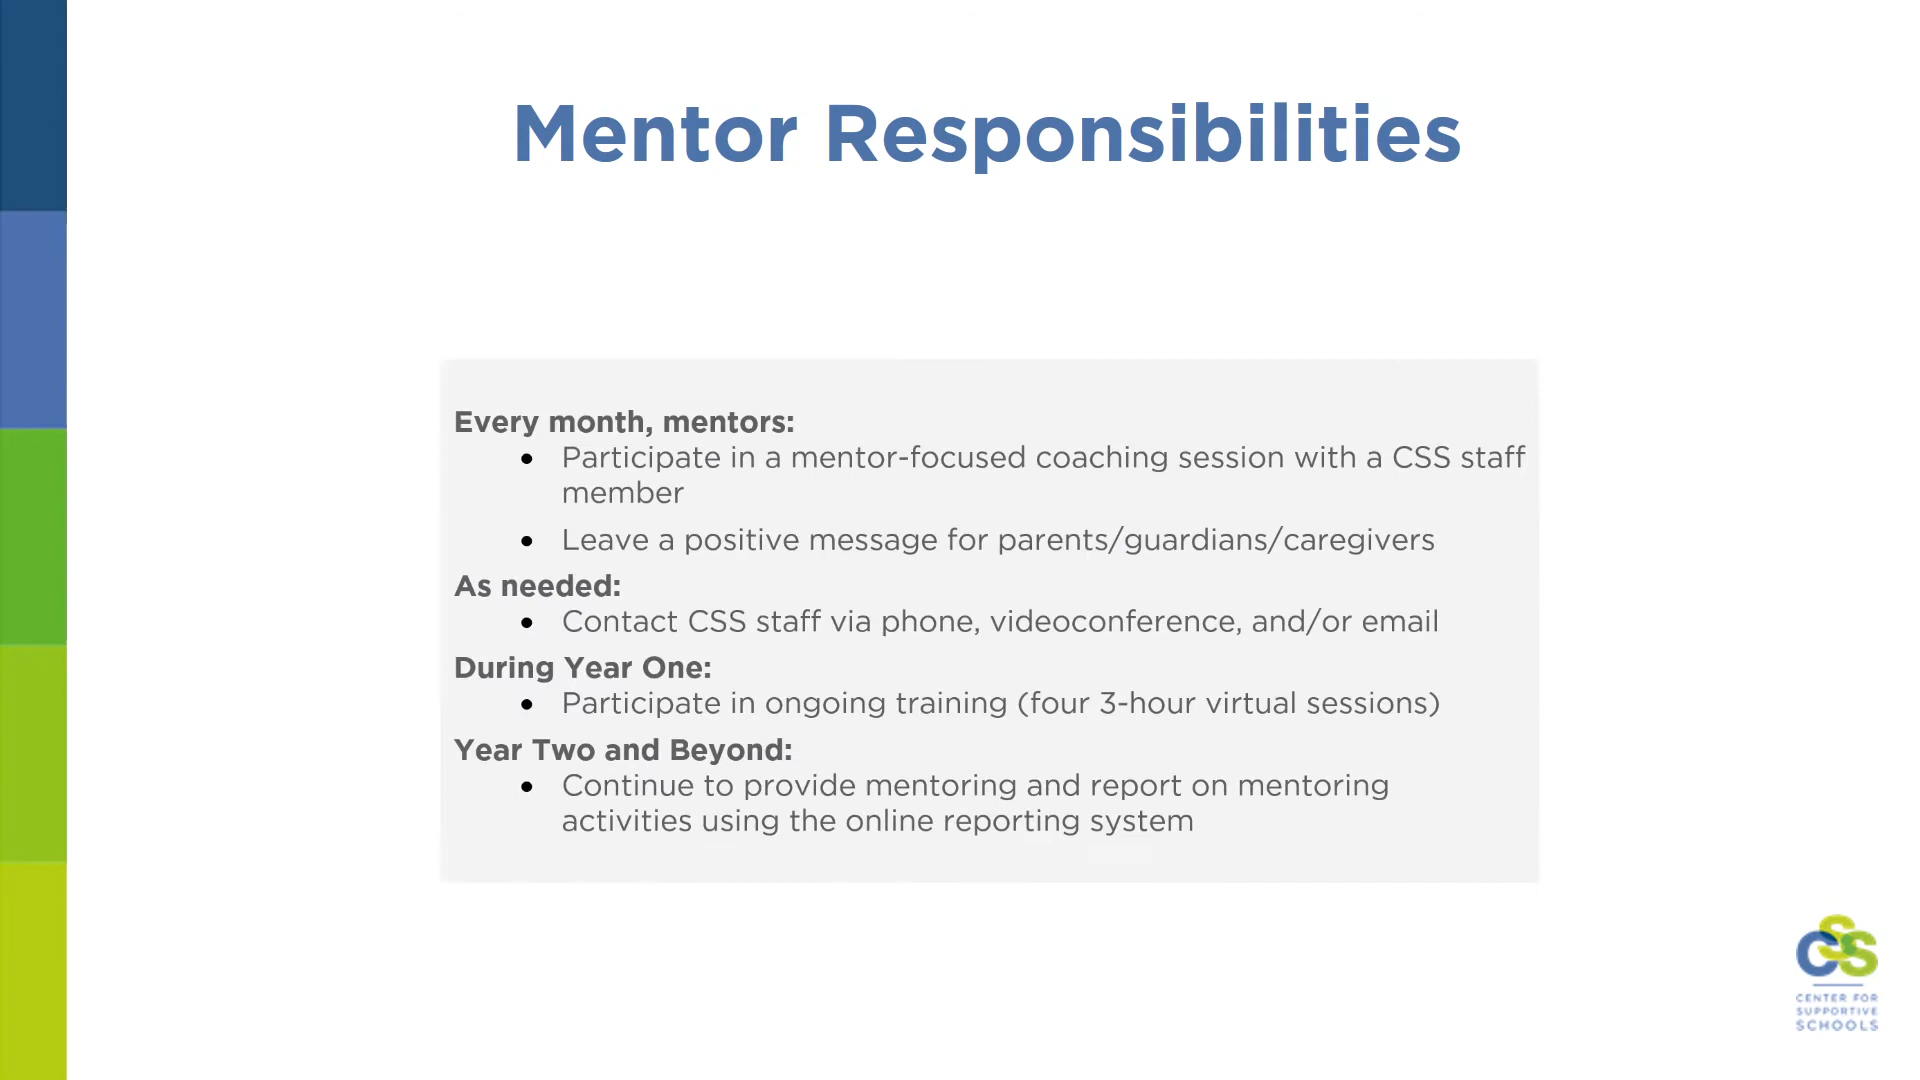 Mentor Responsibilities
Every month, mentors:
● Participate in a mentor-focused coaching session with a CSS staff
member
● Leave a positive message for parents/guardians/caregivers
As needed:
● Contact CSS staff via phone, videoconference, and/or email
During Year One:
● Participate in ongoing training (four 3-hour virtual sessions)
Year Two and Beyond:
● Continue to provide mentoring and report on mentoring
activities using the online reporting system
CSS
CENTER FOR
SUPPORTIVE
SCHOOLS